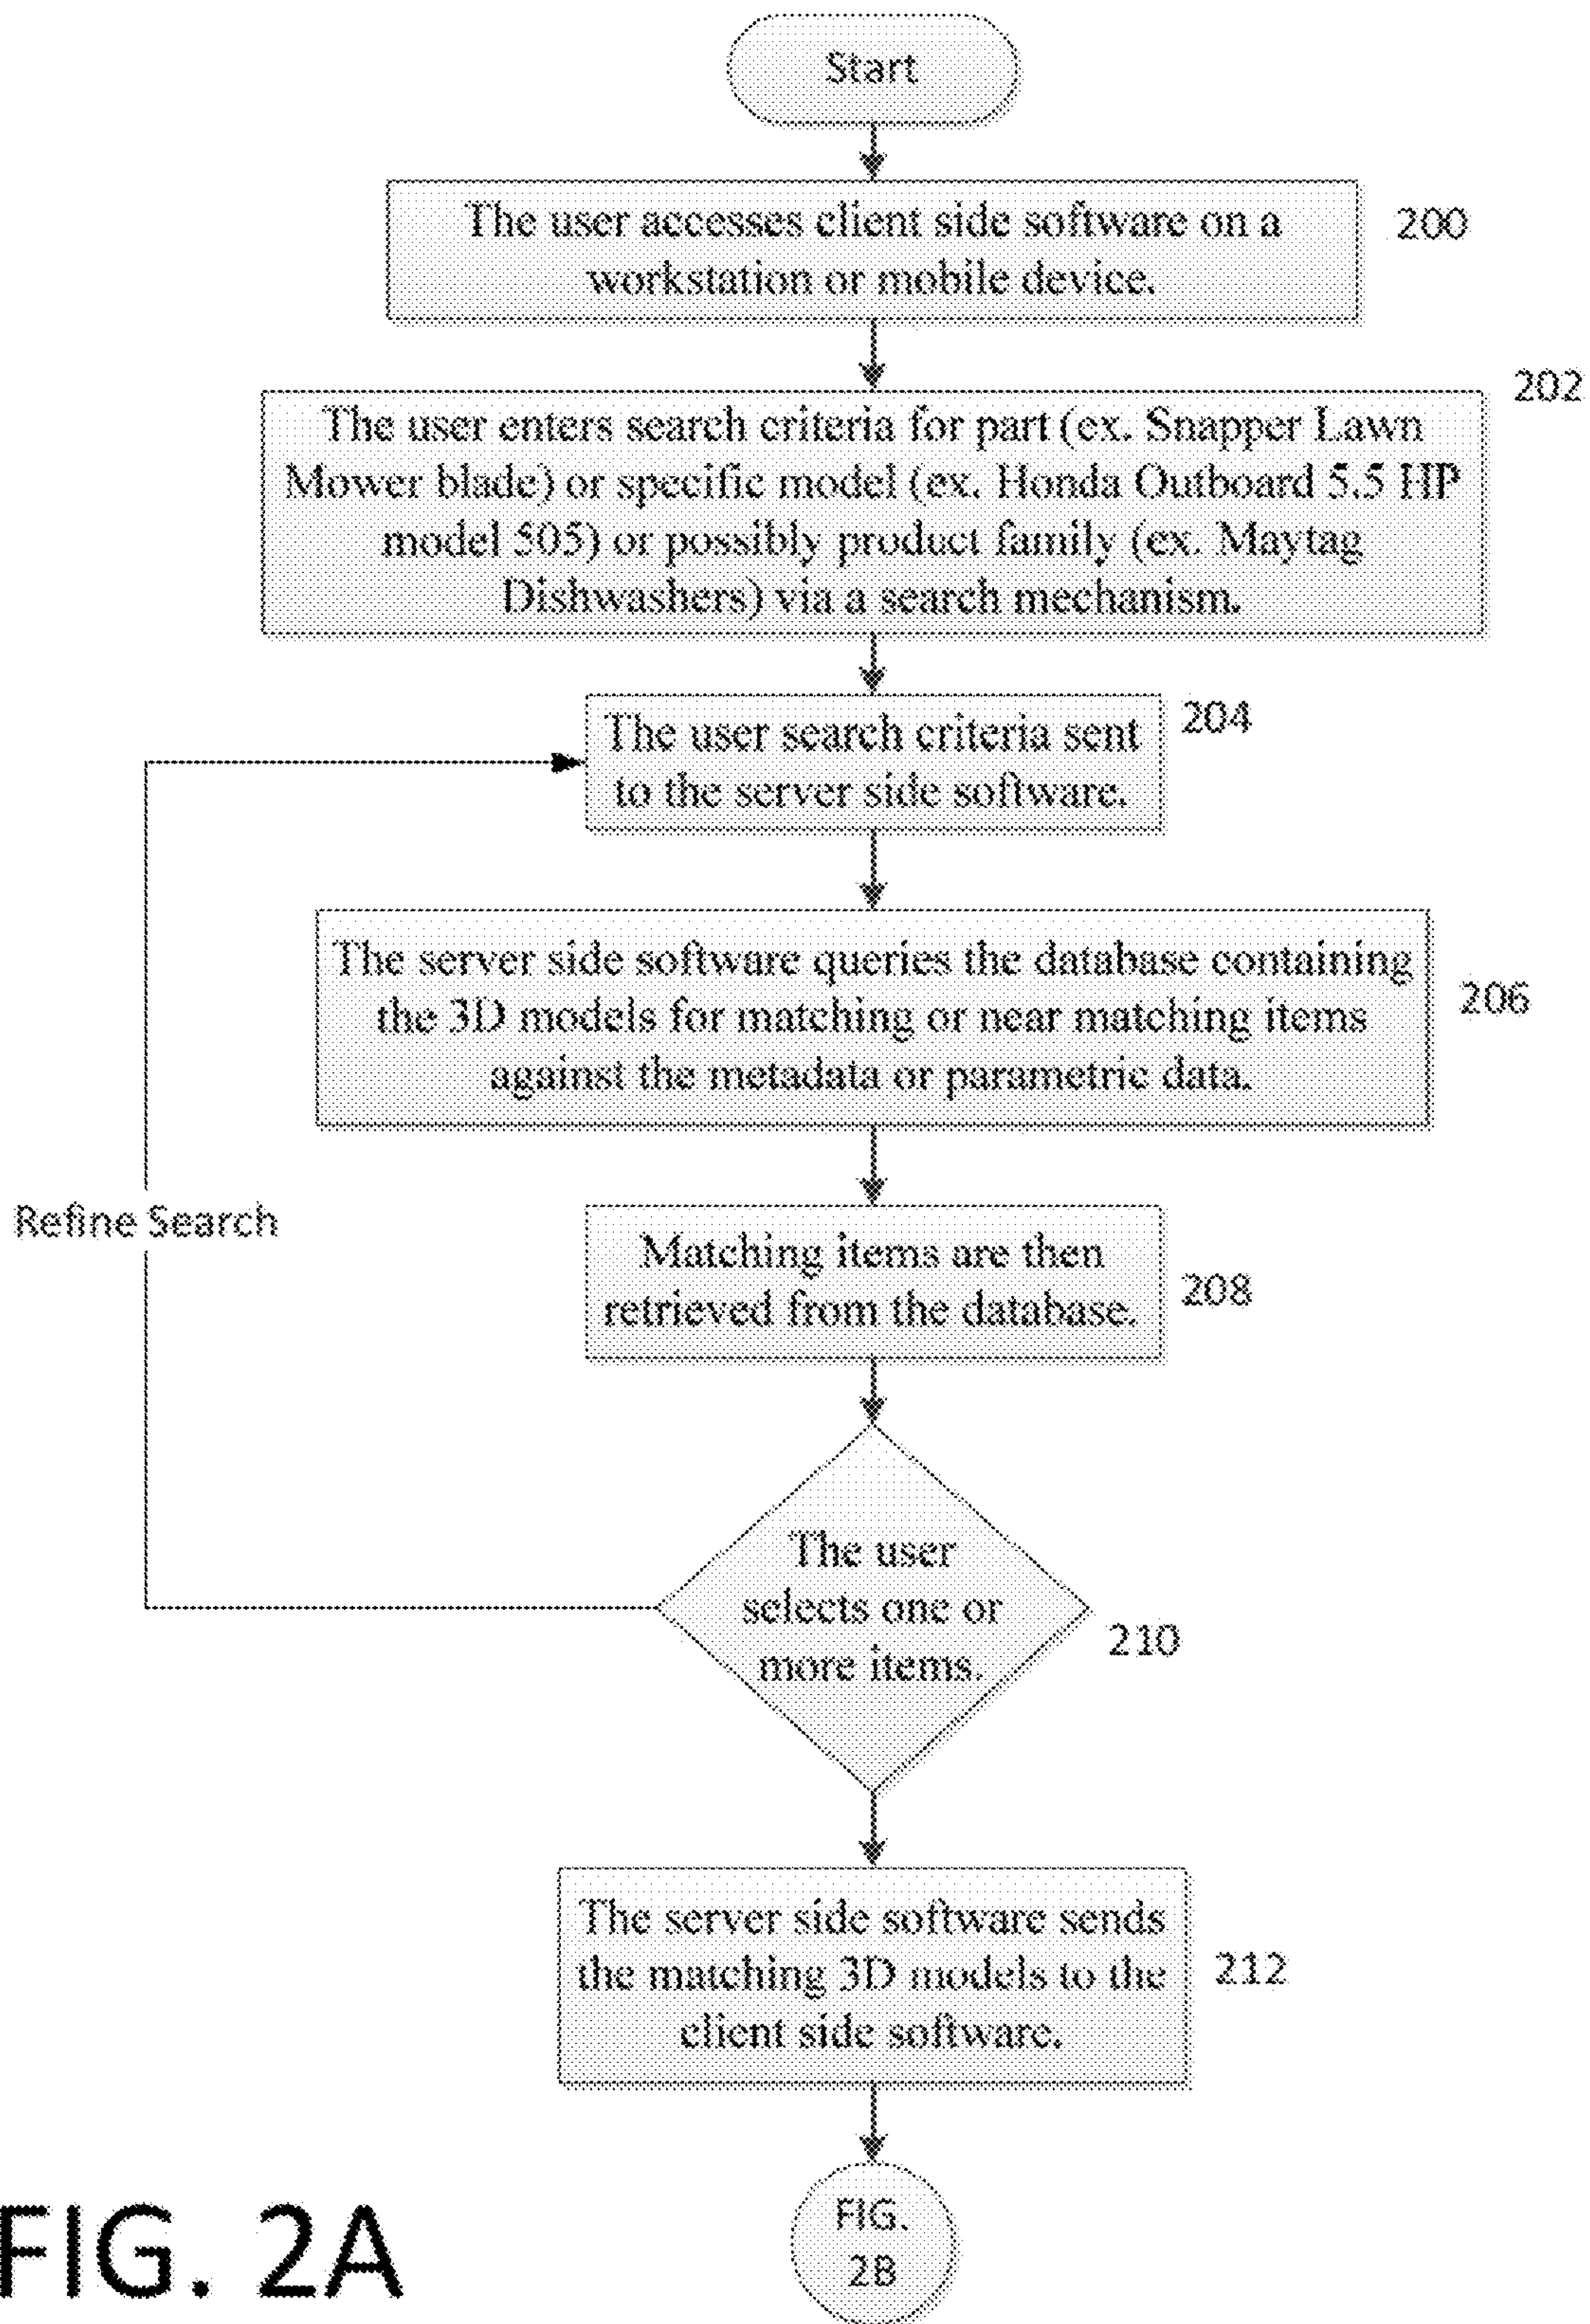 Start
The user accesses client side software on a
workstation or mobile device.
200
202
The user enters search criteria for part (ex. Snapper Lawn
Mower blade) or specific model (ex. Honda Outboard 5.5 HP
model 505) or possibly product family (ex. Maytag
Dishwashers) via a search mechanism.
204
The user search criteria sent
to the server side software.
The server side software queries the database containing
the 3D models for matching or near matching items
against the metadata or parametric data.
206
Refine Search
Matching items are then
retrieved from the database.
208
The user
selects one or
more items.
210
The server side software sends
the matching 3D models to the
client side software.
212
FIG.
2B
FIG. 2A